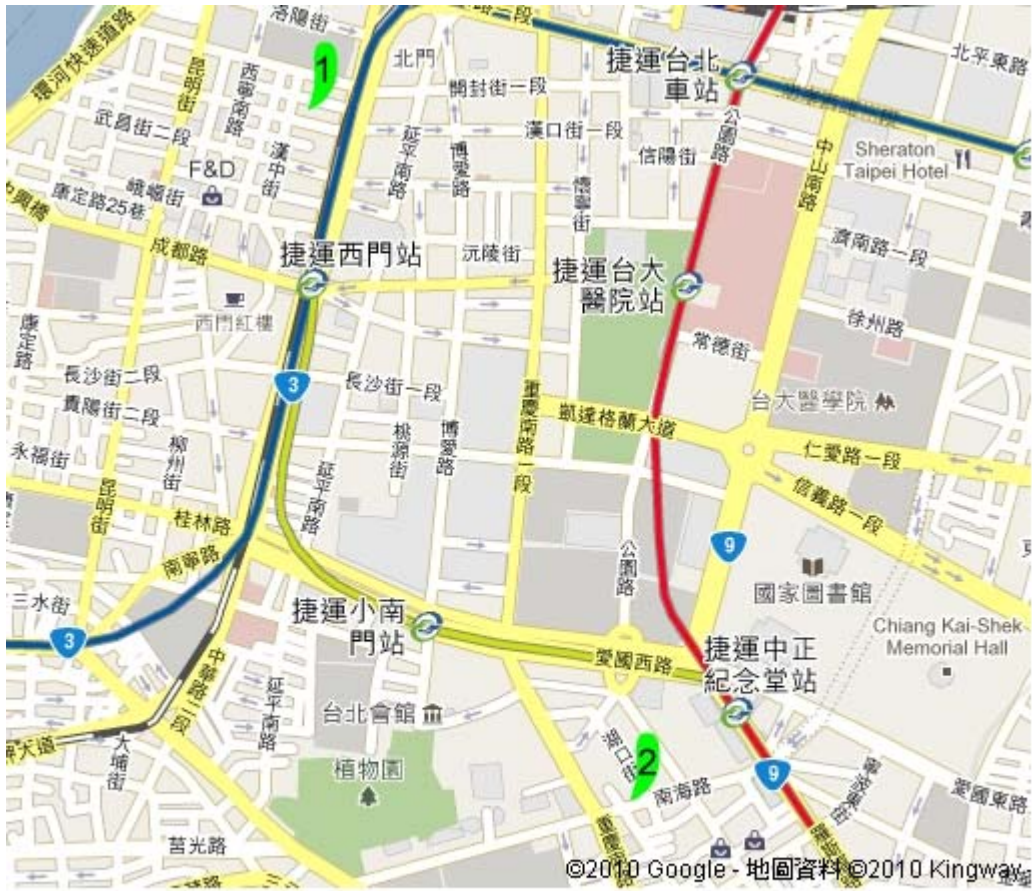 洛陽街
環河快速道路
昆明街
西寧南路
1
北門
開封街一段
武昌街二段
漢中街
延平南路
博愛路
漢口街一段
信陽街
懷寧街
捷運台北
車站
公園路
中山南路
北平東路
Sheraton
Taipei Hotel
F&D
峨嵋街
康定路25巷
中興橋
成都路
捷運西門站
沅陵街
捷運台大
醫院站
濟南路一段
徐州路
常德街
西門紅樓
康定路
長沙街二段
貴陽街二段
3
長沙街一段
重慶南路一段
凱達格蘭大道
台大醫學院
仁愛路一段
信義路一段
永福街
柳州街
昆明街
桃源街
博愛路
延平南路
桂林路
南寧路
9
公園路
國家圖書館
三水街
3
捷運小南
門站
愛國西路
捷運中正
紀念堂站
Chiang Kai-Shek
Memorial Hall
中華路二段
延平南路
台北會館
植物園
大埔街
湖口街
2
南海路
9
寧波東街
愛國東路
莒光路
©2010 Google - 地圖資料 ©2010 Kingway